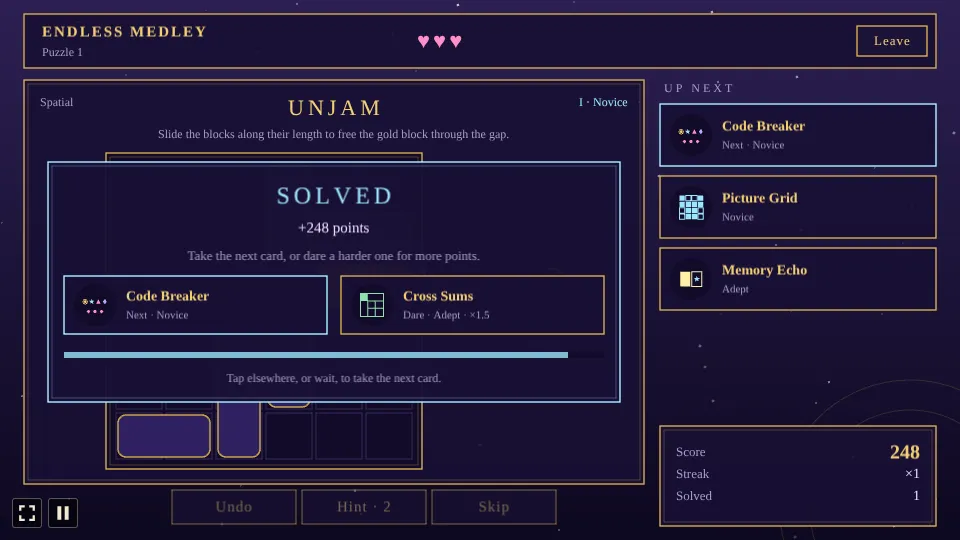 ENDLESS MEDLEY
Puzzle 1
♥♥♥
Leave
Spatial
UNJAM
I · Novice
Slide the blocks along their length to free the gold block through the gap.
SOLVED
+248 points
Take the next card, or dare a harder one for more points.
Code Breaker
Next · Novice
Cross Sums
Dare · Adept · ×1.5
Tap elsewhere, or wait, to take the next card.
Undo
Hint · 2
Skip
UP NEXT
Code Breaker
Next · Novice
Picture Grid
Novice
Memory Echo
Adept
Score 248
Streak ×1
Solved 1